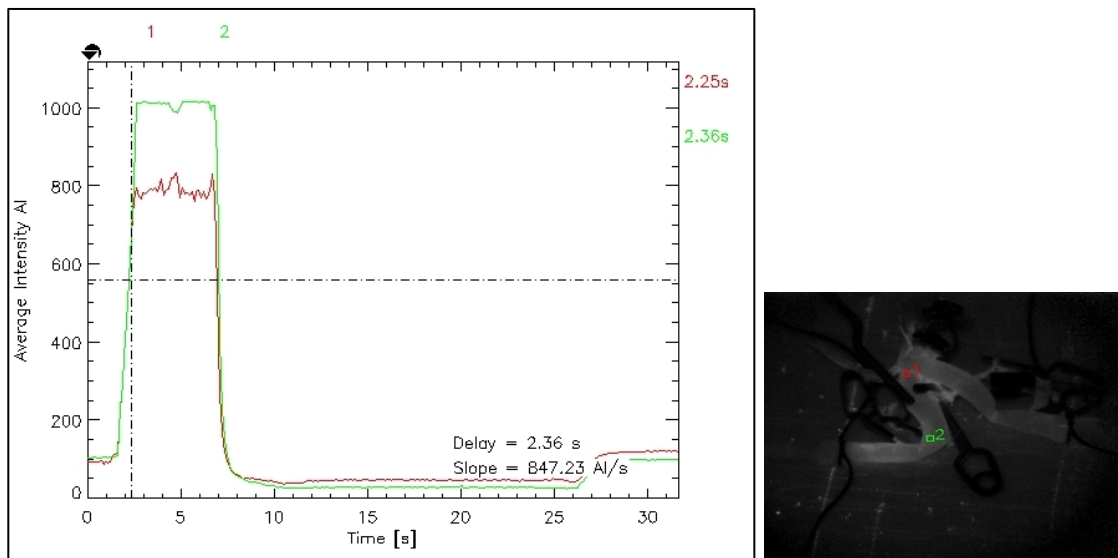 1 2
1000
800
600
400
200
0
0 5 10 15 20 25 30
Average Intensity AI
Time [s]
2.25s
2.36s
Delay = 2.36 s
Slope = 847.23 AI/s
1
2